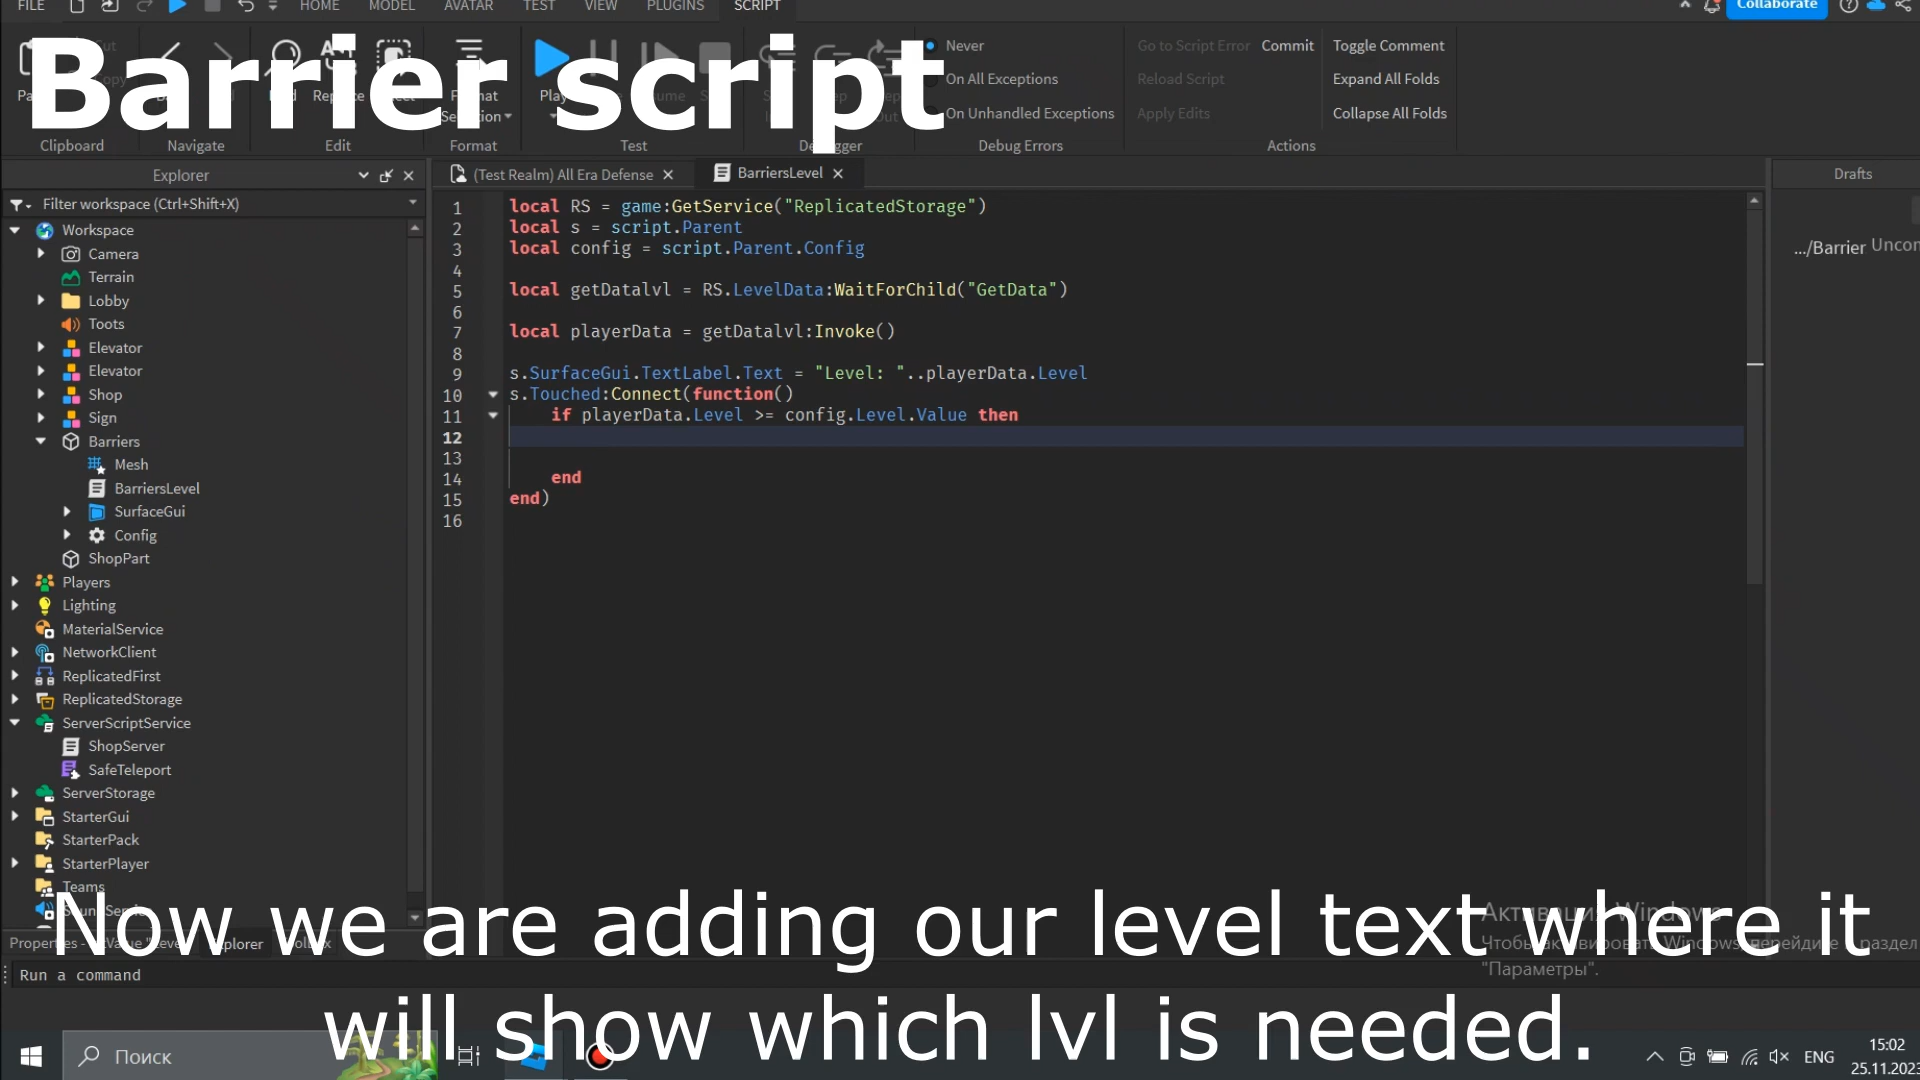 FILE
HOME
MODEL
AVATAR
TEST
VIEW
PLUGINS
SCRIPT
Collaborate
Barrier script
Never
On All Exceptions
On Unhandled Exceptions
Go to Script Error
Commit
Toggle Comment
Reload Script
Expand All Folds
Apply Edits
Collapse All Folds
Clipboard
Navigate
Edit
Format
Test
Debug Errors
Actions
Explorer
(Test Realm) All Era Defense
BarriersLevel
Drafts
Filter workspace (Ctrl+Shift+X)
.../Barrier
Workspace
Camera
Terrain
Lobby
Toots
Elevator
Elevator
Shop
Sign
Barriers
Mesh
BarriersLevel
SurfaceGui
Config
ShopPart
Players
Lighting
MaterialService
NetworkClient
ReplicatedFirst
ReplicatedStorage
ServerScriptService
ShopServer
SafeTeleport
ServerStorage
StarterGui
StarterPack
StarterPlayer
Teams
1 local RS = game:GetService("ReplicatedStorage")
2 local s = script.Parent
3 local config = script.Parent.Config
4
5 local getDatalvl = RS.LevelData:WaitForChild("GetData")
6
7 local playerData = getDatalvl:Invoke()
8
9 s.SurfaceGui.TextLabel.Text = "Level: "..playerData.Level
10 s.Touched:Connect(function()
11 if playerData.Level >= config.Level.Value then
12
13
14 end
15 end)
16
Now we are adding our level text where it
will show which lvl is needed.
Активация Windows
"Параметры".
Run a command
Поиск
ENG
15:02
25.11.2023